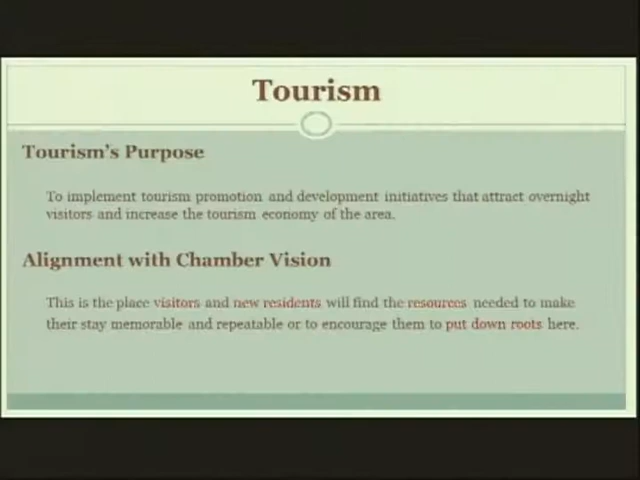 Tourism
Tourism's Purpose
To implement tourism promotion and development initiatives that attract overnight
visitors and increase the tourism economy of the area.
Alignment with Chamber Vision
This is the place visitors and new residents will find the resources needed to make
their stay memorable and repeatable or to encourage them to put down roots here.